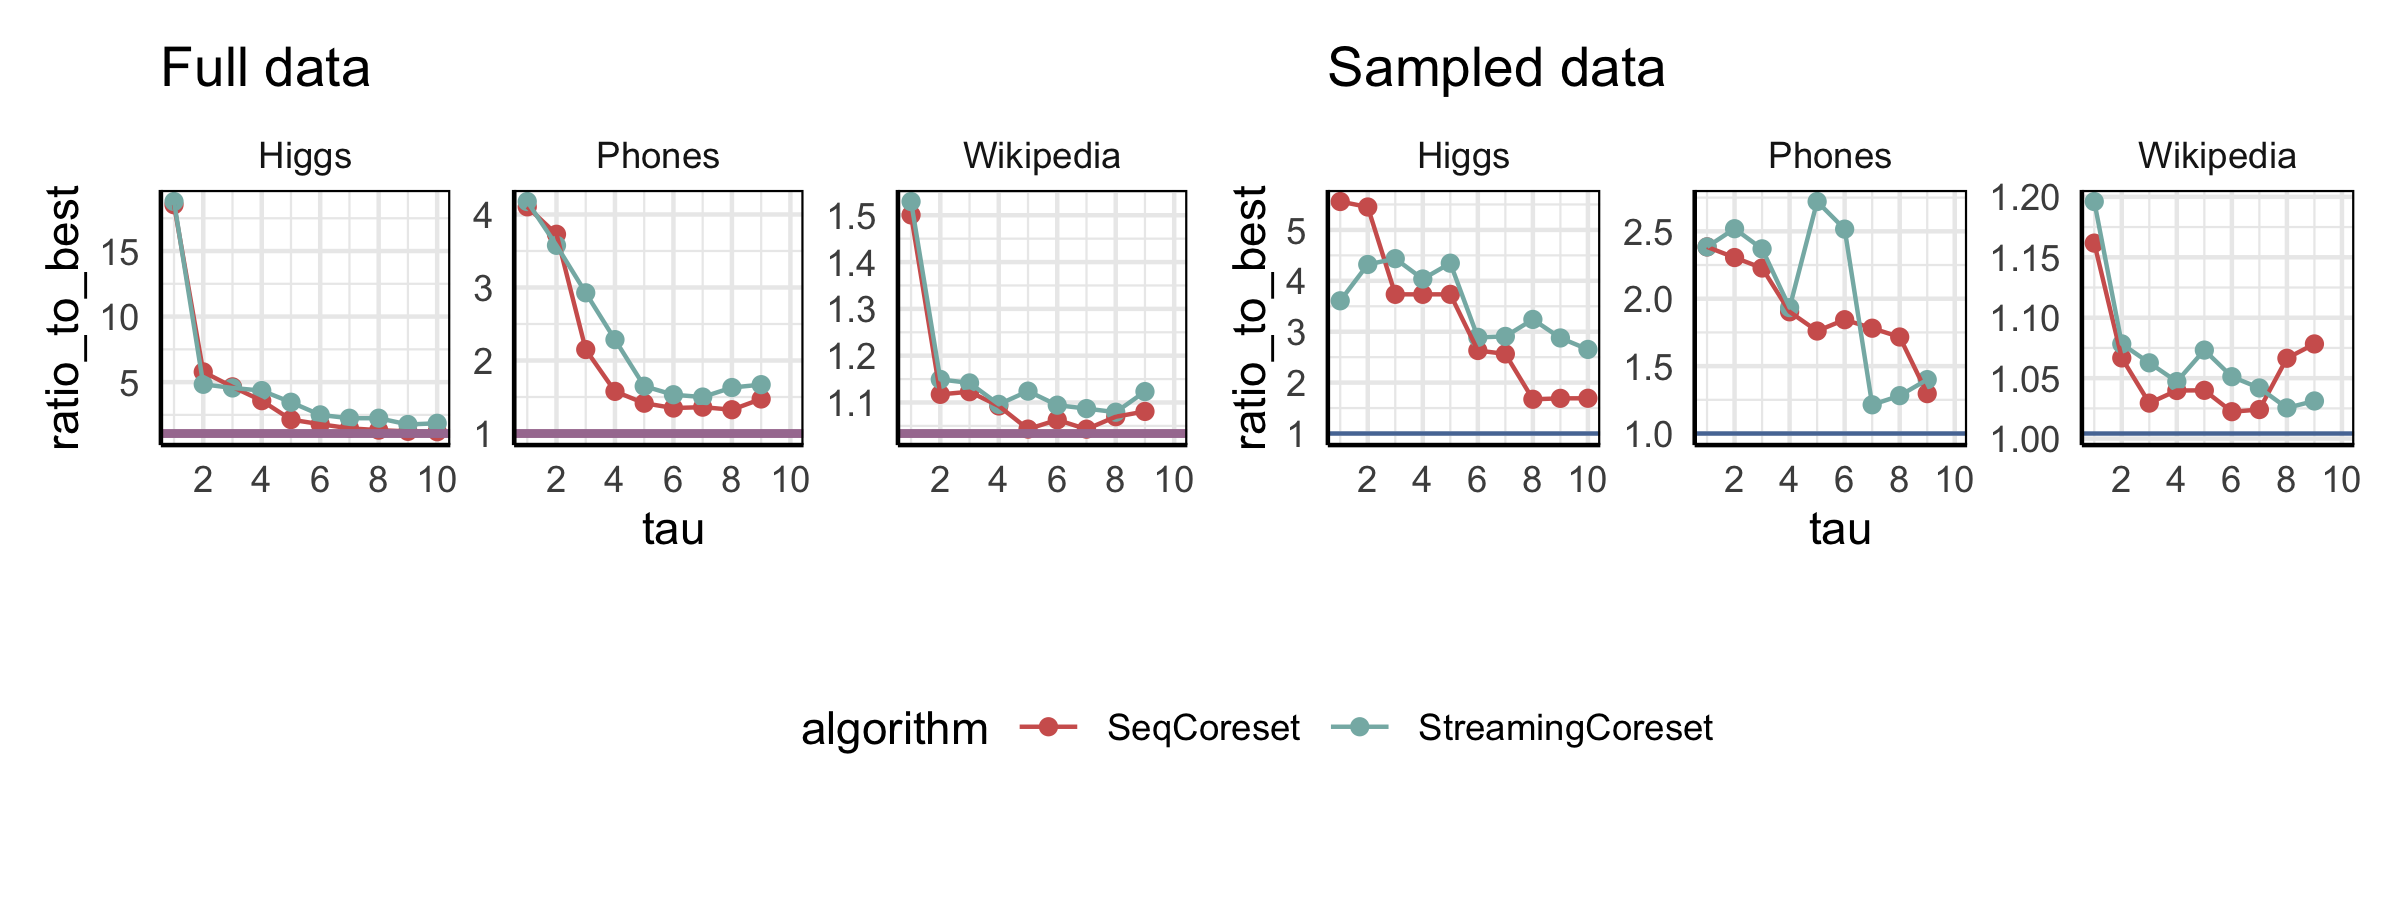 Full data
Sampled data
Higgs
Phones
Wikipedia
Higgs
Phones
Wikipedia
ratio_to_best
15
10
5
4
3
2
1
1.5
1.4
1.3
1.2
1.1
ratio_to_best
5
4
3
2
1
2.5
2.0
1.5
1.0
1.20
1.15
1.10
1.05
1.00
2 4 6 8 10
2 4 6 8 10
2 4 6 8 10
2 4 6 8 10
2 4 6 8 10
2 4 6 8 10
tau
tau
algorithm SeqCoreset StreamingCoreset